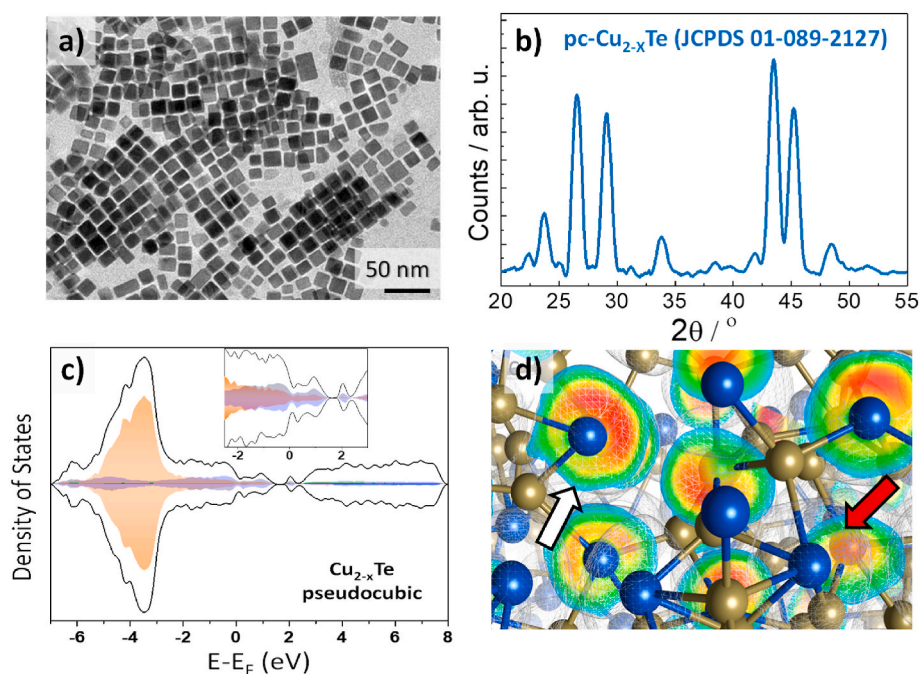 a)
50 nm
b)
pc-Cu2-XTe (JCPDS 01-089-2127)
Counts / arb. u.
20 25 30 35 40 45 50 55
2θ / °
c)
-2 0 2
Density of States
Cu2-xTe
pseudocubic
-6 -4 -2 0 2 4 6 8
E-EF (eV)
d)